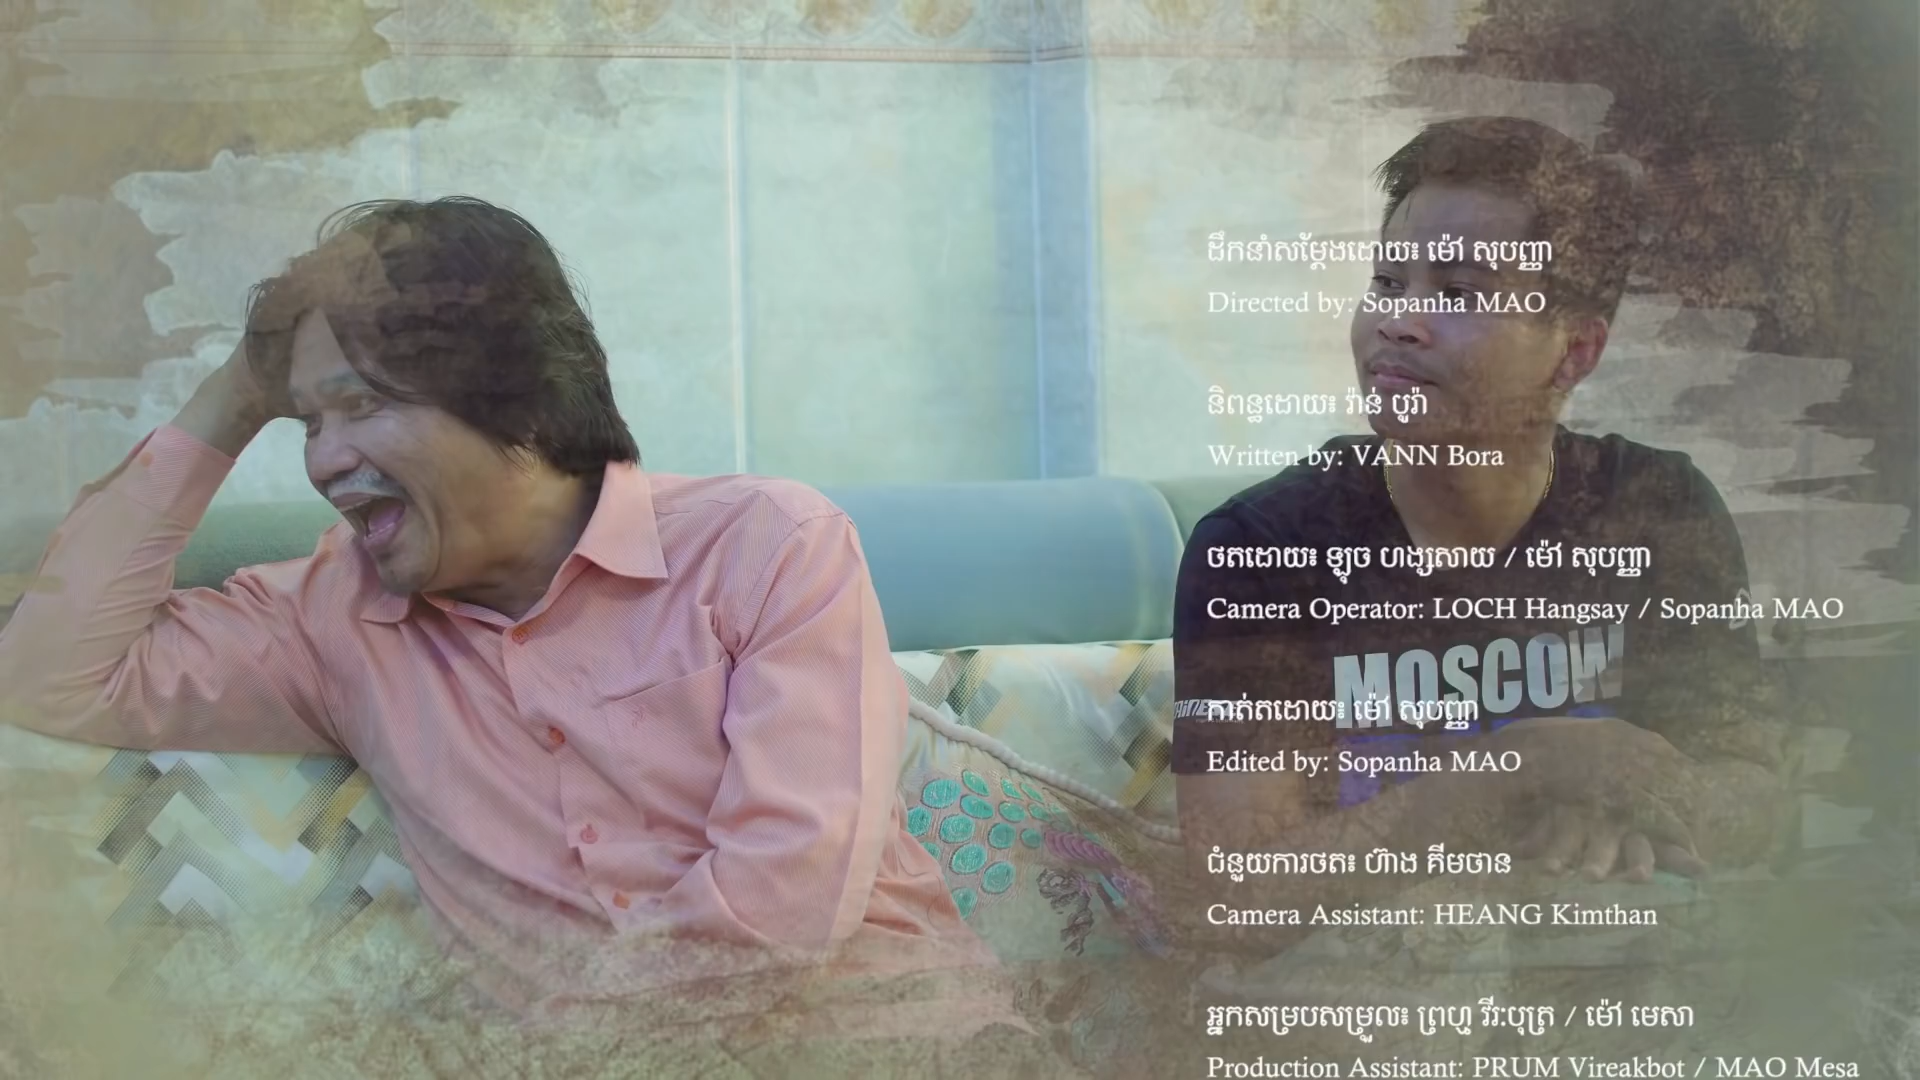 ដឹកនាំសម្តែងដោយ៖ ម៉ៅ សុបញ្ញា
Directed by: Sopanha MAO
និពន្ធដោយ៖ វ៉ាន់ បូរ៉ា
Written by: VANN Bora
ថតដោយ៖ ឡុច ហង្សសាយ / ម៉ៅ សុបញ្ញា
Camera Operator: LOCH Hangsay / Sopanha MAO
MOSCOW
កាត់តដោយ៖ ម៉ៅ សុបញ្ញា
Edited by: Sopanha MAO
ជំនួយការថត៖ ហ៊ាង គីមថាន
Camera Assistant: HEANG Kimthan
អ្នកសម្របសម្រួល៖ ព្រហ្ម វីរៈបុត្រ / ម៉ៅ មេសា
Production Assistant: PRUM Vireakbot / MAO Mesa